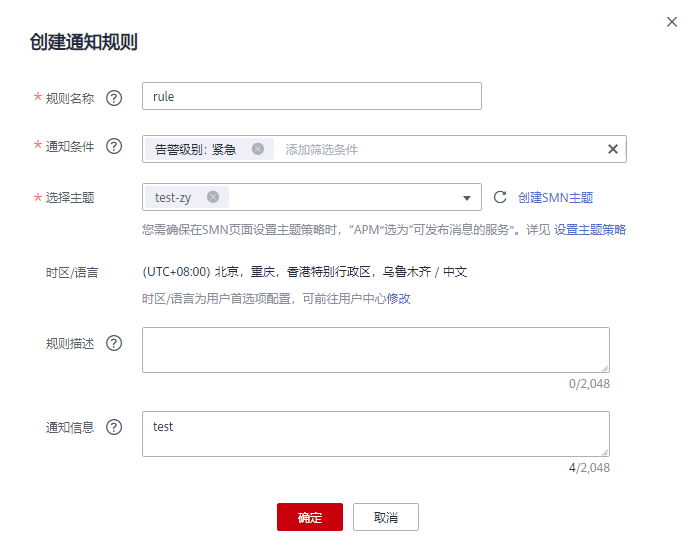 创建通知规则
* 规则名称 ? rule
* 通知条件 ? 告警级别: 紧急 添加筛选条件
* 选择主题 test-zy 创建SMN主题
您需确保在SMN页面设置主题策略时，“APM”选为“可发布消息的服务”。详见 设置主题策略
时区/语言 (UTC+08:00) 北京，重庆，香港特别行政区，乌鲁木齐 / 中文
时区/语言为用户首选项配置，可前往用户中心修改
规则描述 ?
0/2,048
通知信息 ? test
4/2,048
确定 取消